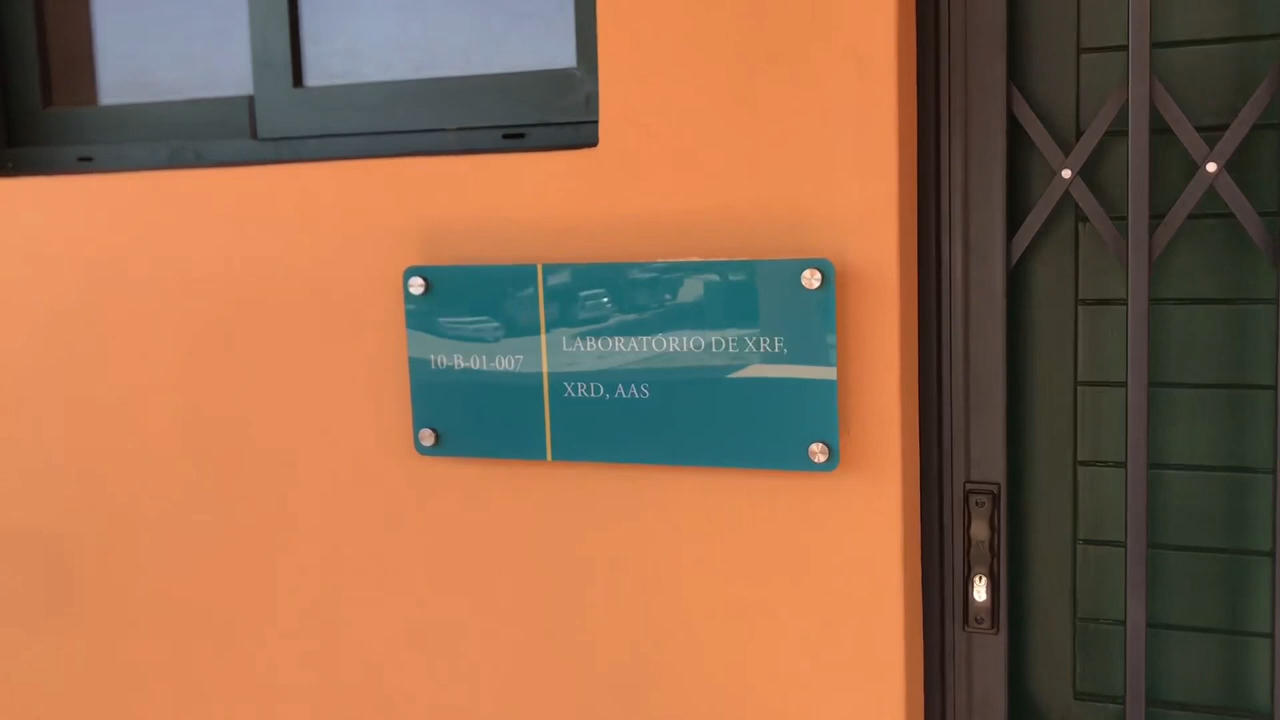 10-B-01-007
LABORATÓRIO DE XRF,
XRD, AAS